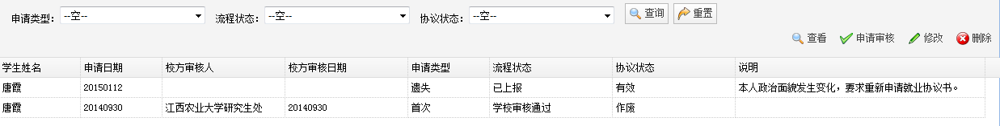 申请类型: --空-- 流程状态: --空-- 协议状态: --空-- 查询 重置
查看 申请审核 修改 删除
学生姓名 申请日期 校方审核人 校方审核日期 申请类型 流程状态 协议状态 说明
唐霞 20150112 遗失 已上报 有效 本人政治面貌发生变化，要求重新申请就业协议书。
唐霞 20140930 江西农业大学研究生处 20140930 首次 学校审核通过 作废